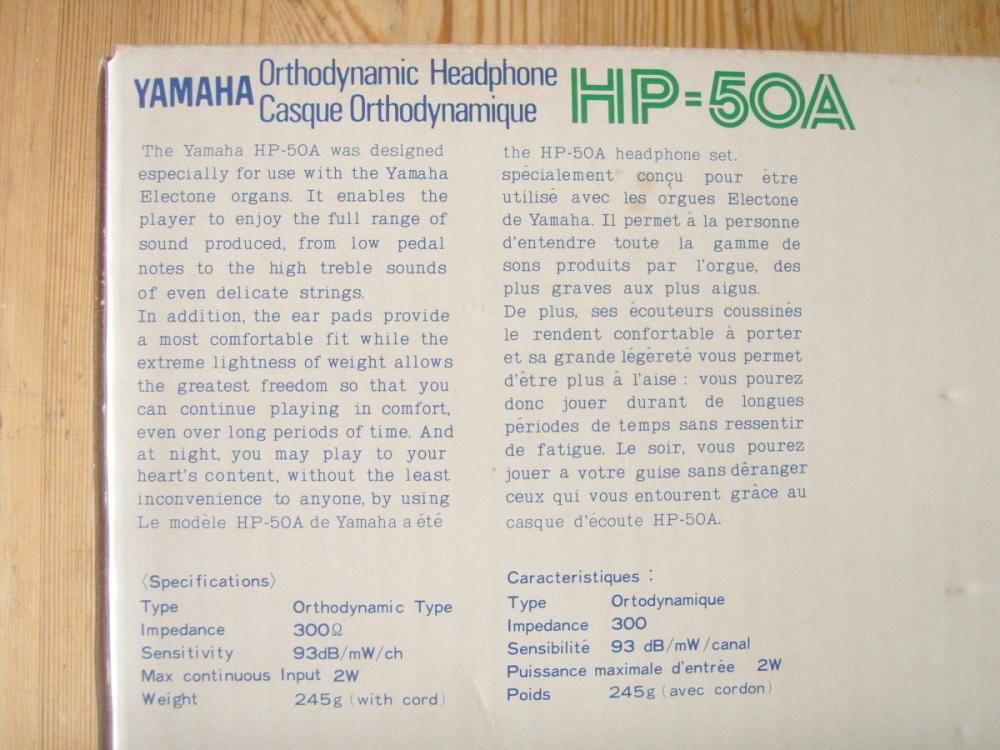 YAMAHA Orthodynamic Headphone HP-50A
Casque Orthodynamique
The Yamaha HP-50A was designed
especially for use with the Yamaha
Electone organs. It enables the
player to enjoy the full range of
sound produced, from low pedal
notes to the high treble sounds
of even delicate strings.
In addition, the ear pads provide
a most comfortable fit while the
extreme lightness of weight allows
the greatest freedom so that you
can continue playing in comfort,
even over long periods of time. And
at night, you may play to your
heart's content, without the least
inconvenience to anyone, by using
Le modèle HP-50A de Yamaha a été
the HP-50A headphone set.
spécialement conçu pour être
utilisé avec les orgues Electone
de Yamaha. Il permet à la personne
d'entendre toute la gamme de
sons produits par l'orgue, des
plus graves aux plus aigus.
De plus, ses écouteurs coussinés
le rendent confortable à porter
et sa grande légèreté vous permet
d'être plus à l'aise : vous pourez
donc jouer durant de longues
périodes de temps sans ressentir
de fatigue. Le soir, vous pourez
jouer a votre guise sans déranger
ceux qui vous entourent grâce au
casque d'écoute HP-50A.
〈Specifications〉
Type Orthodynamic Type
Impedance 300Ω
Sensitivity 93dB/mW/ch
Max continuous Input 2W
Weight 245g (with cord)
Caracteristiques :
Type Ortodynamique
Impedance 300
Sensibilité 93 dB/mW/canal
Puissance maximale d'entrée 2W
Poids 245g (avec cordon)